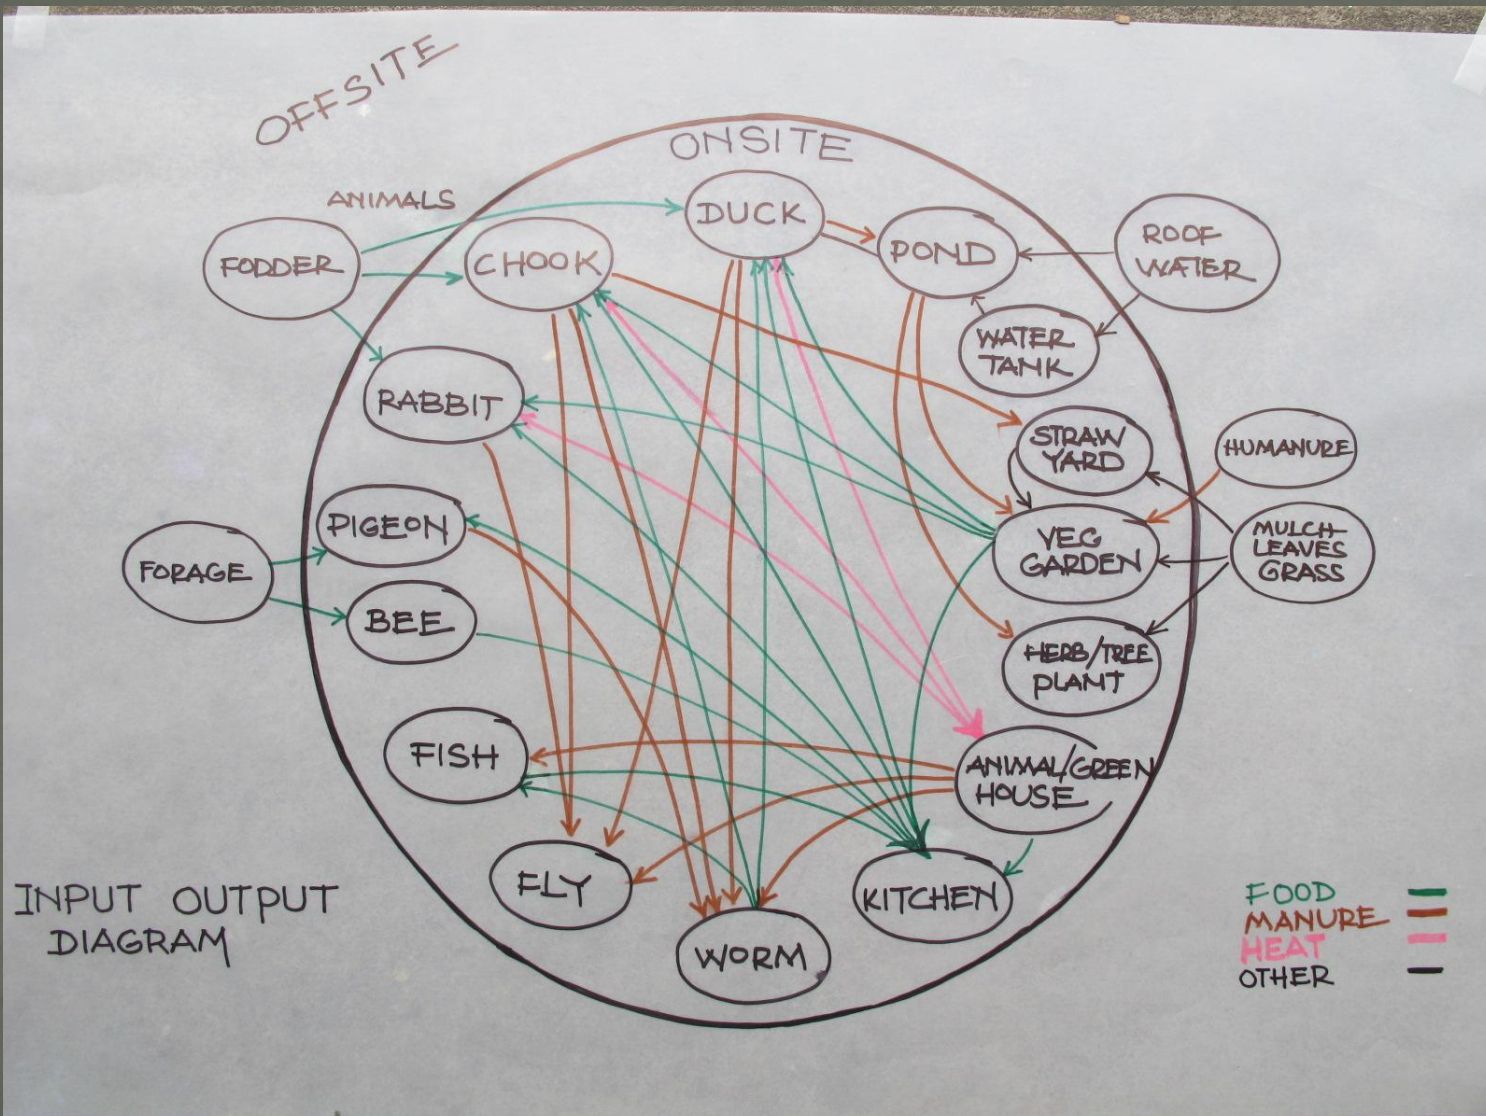 OFFSITE
ONSITE
ANIMALS
DUCK
FODDER
CHOOK
POND
ROOF
WATER
WATER
TANK
RABBIT
STRAW
YARD
HUMANURE
PIGEON
VEG
GARDEN
MULCH
LEAVES
GRASS
FORAGE
BEE
HERB/TREE
PLANT
FISH
ANIMAL/GREEN
HOUSE
FLY
KITCHEN
WORM
INPUT OUTPUT
DIAGRAM
FOOD
MANURE
HEAT
OTHER